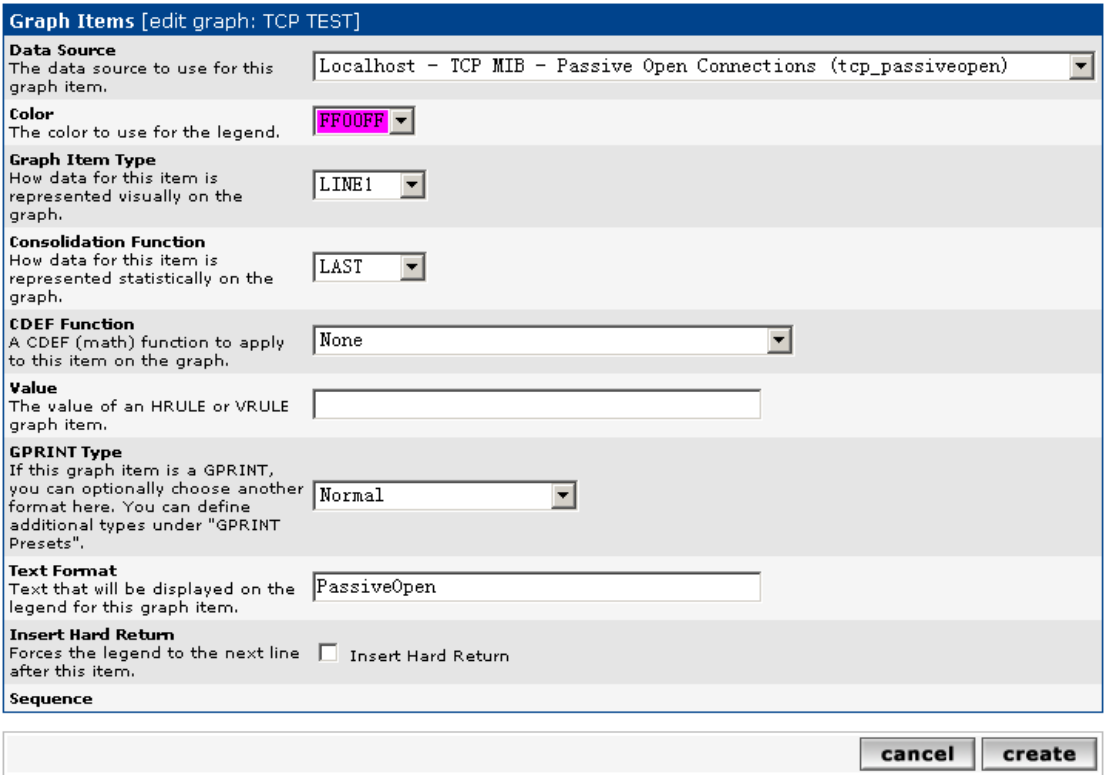 Graph Items [edit graph: TCP TEST]
Data Source
The data source to use for this
graph item.
Localhost - TCP MIB - Passive Open Connections (tcp_passiveopen)
Color
The color to use for the legend.
FF00FF
Graph Item Type
How data for this item is
represented visually on the
graph.
LINE1
Consolidation Function
How data for this item is
represented statistically on the
graph.
LAST
CDEF Function
A CDEF (math) function to apply
to this item on the graph.
None
Value
The value of an HRULE or VRULE
graph item.
GPRINT Type
If this graph item is a GPRINT,
you can optionally choose another
format here. You can define
additional types under "GPRINT
Presets".
Normal
Text Format
Text that will be displayed on the
legend for this graph item.
PassiveOpen
Insert Hard Return
Forces the legend to the next line
after this item.
Insert Hard Return
Sequence
cancel create